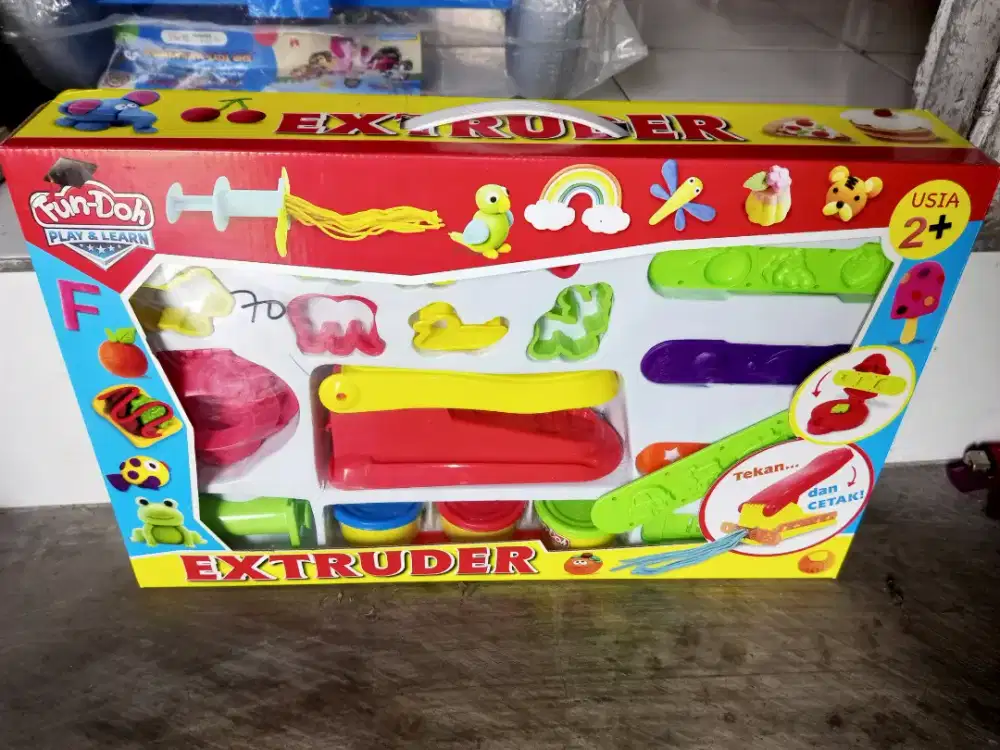 EXTRUDER
Fun-Doh
PLAY & LEARN
USIA
2+
F
70
Tekan...
dan
CETAK!
EXTRUDER